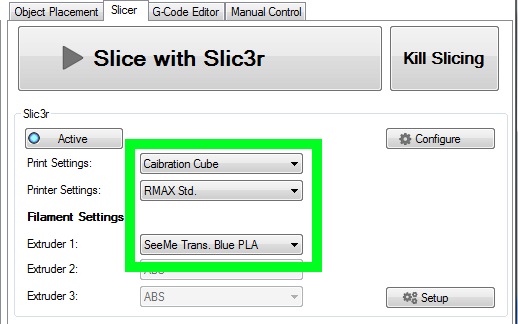 Object Placement Slicer G-Code Editor Manual Control
Slice with Slic3r Kill Slicing
Slic3r
Active Configure
Print Settings: Caibration Cube
Printer Settings: RMAX Std.
Filament Settings
Extruder 1: SeeMe Trans. Blue PLA
Extruder 2: ABS
Extruder 3: ABS Setup